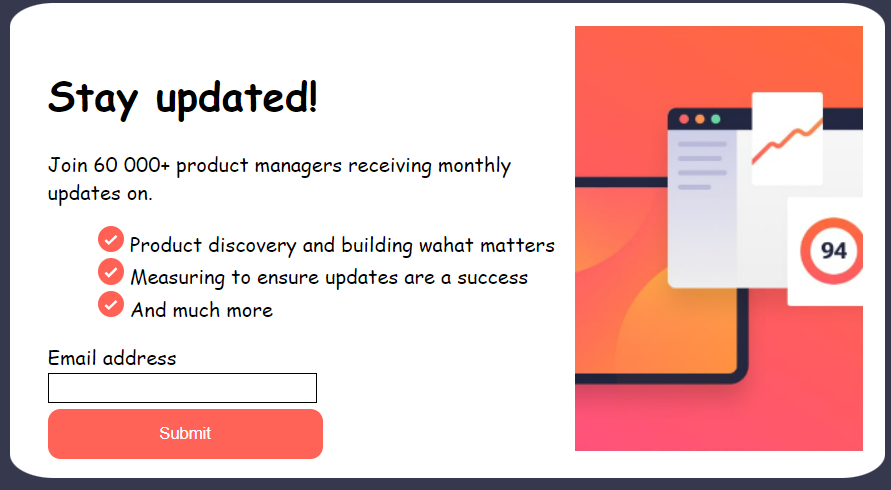 Stay updated!
Join 60 000+ product managers receiving monthly
updates on.
Product discovery and building wahat matters
Measuring to ensure updates are a success
And much more
Email address
Submit
94